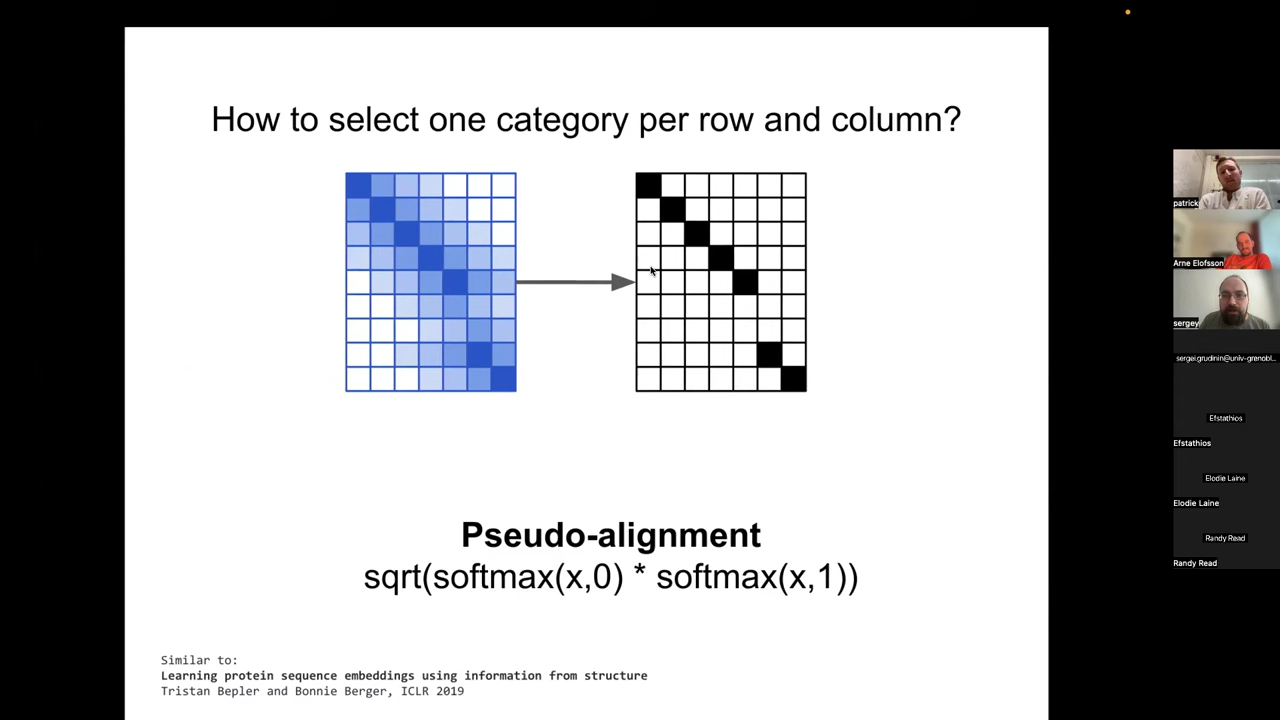 How to select one category per row and column?
Pseudo-alignment
sqrt(softmax(x,0) * softmax(x,1))
Similar to:
Learning protein sequence embeddings using information from structure
Tristan Bepler and Bonnie Berger, ICLR 2019
patrick
Arne Elofsson
sergey
sergei.grudinin@univ-grenobl...
Efstathios
Efstathios
Elodie Laine
Elodie Laine
Randy Read
Randy Read